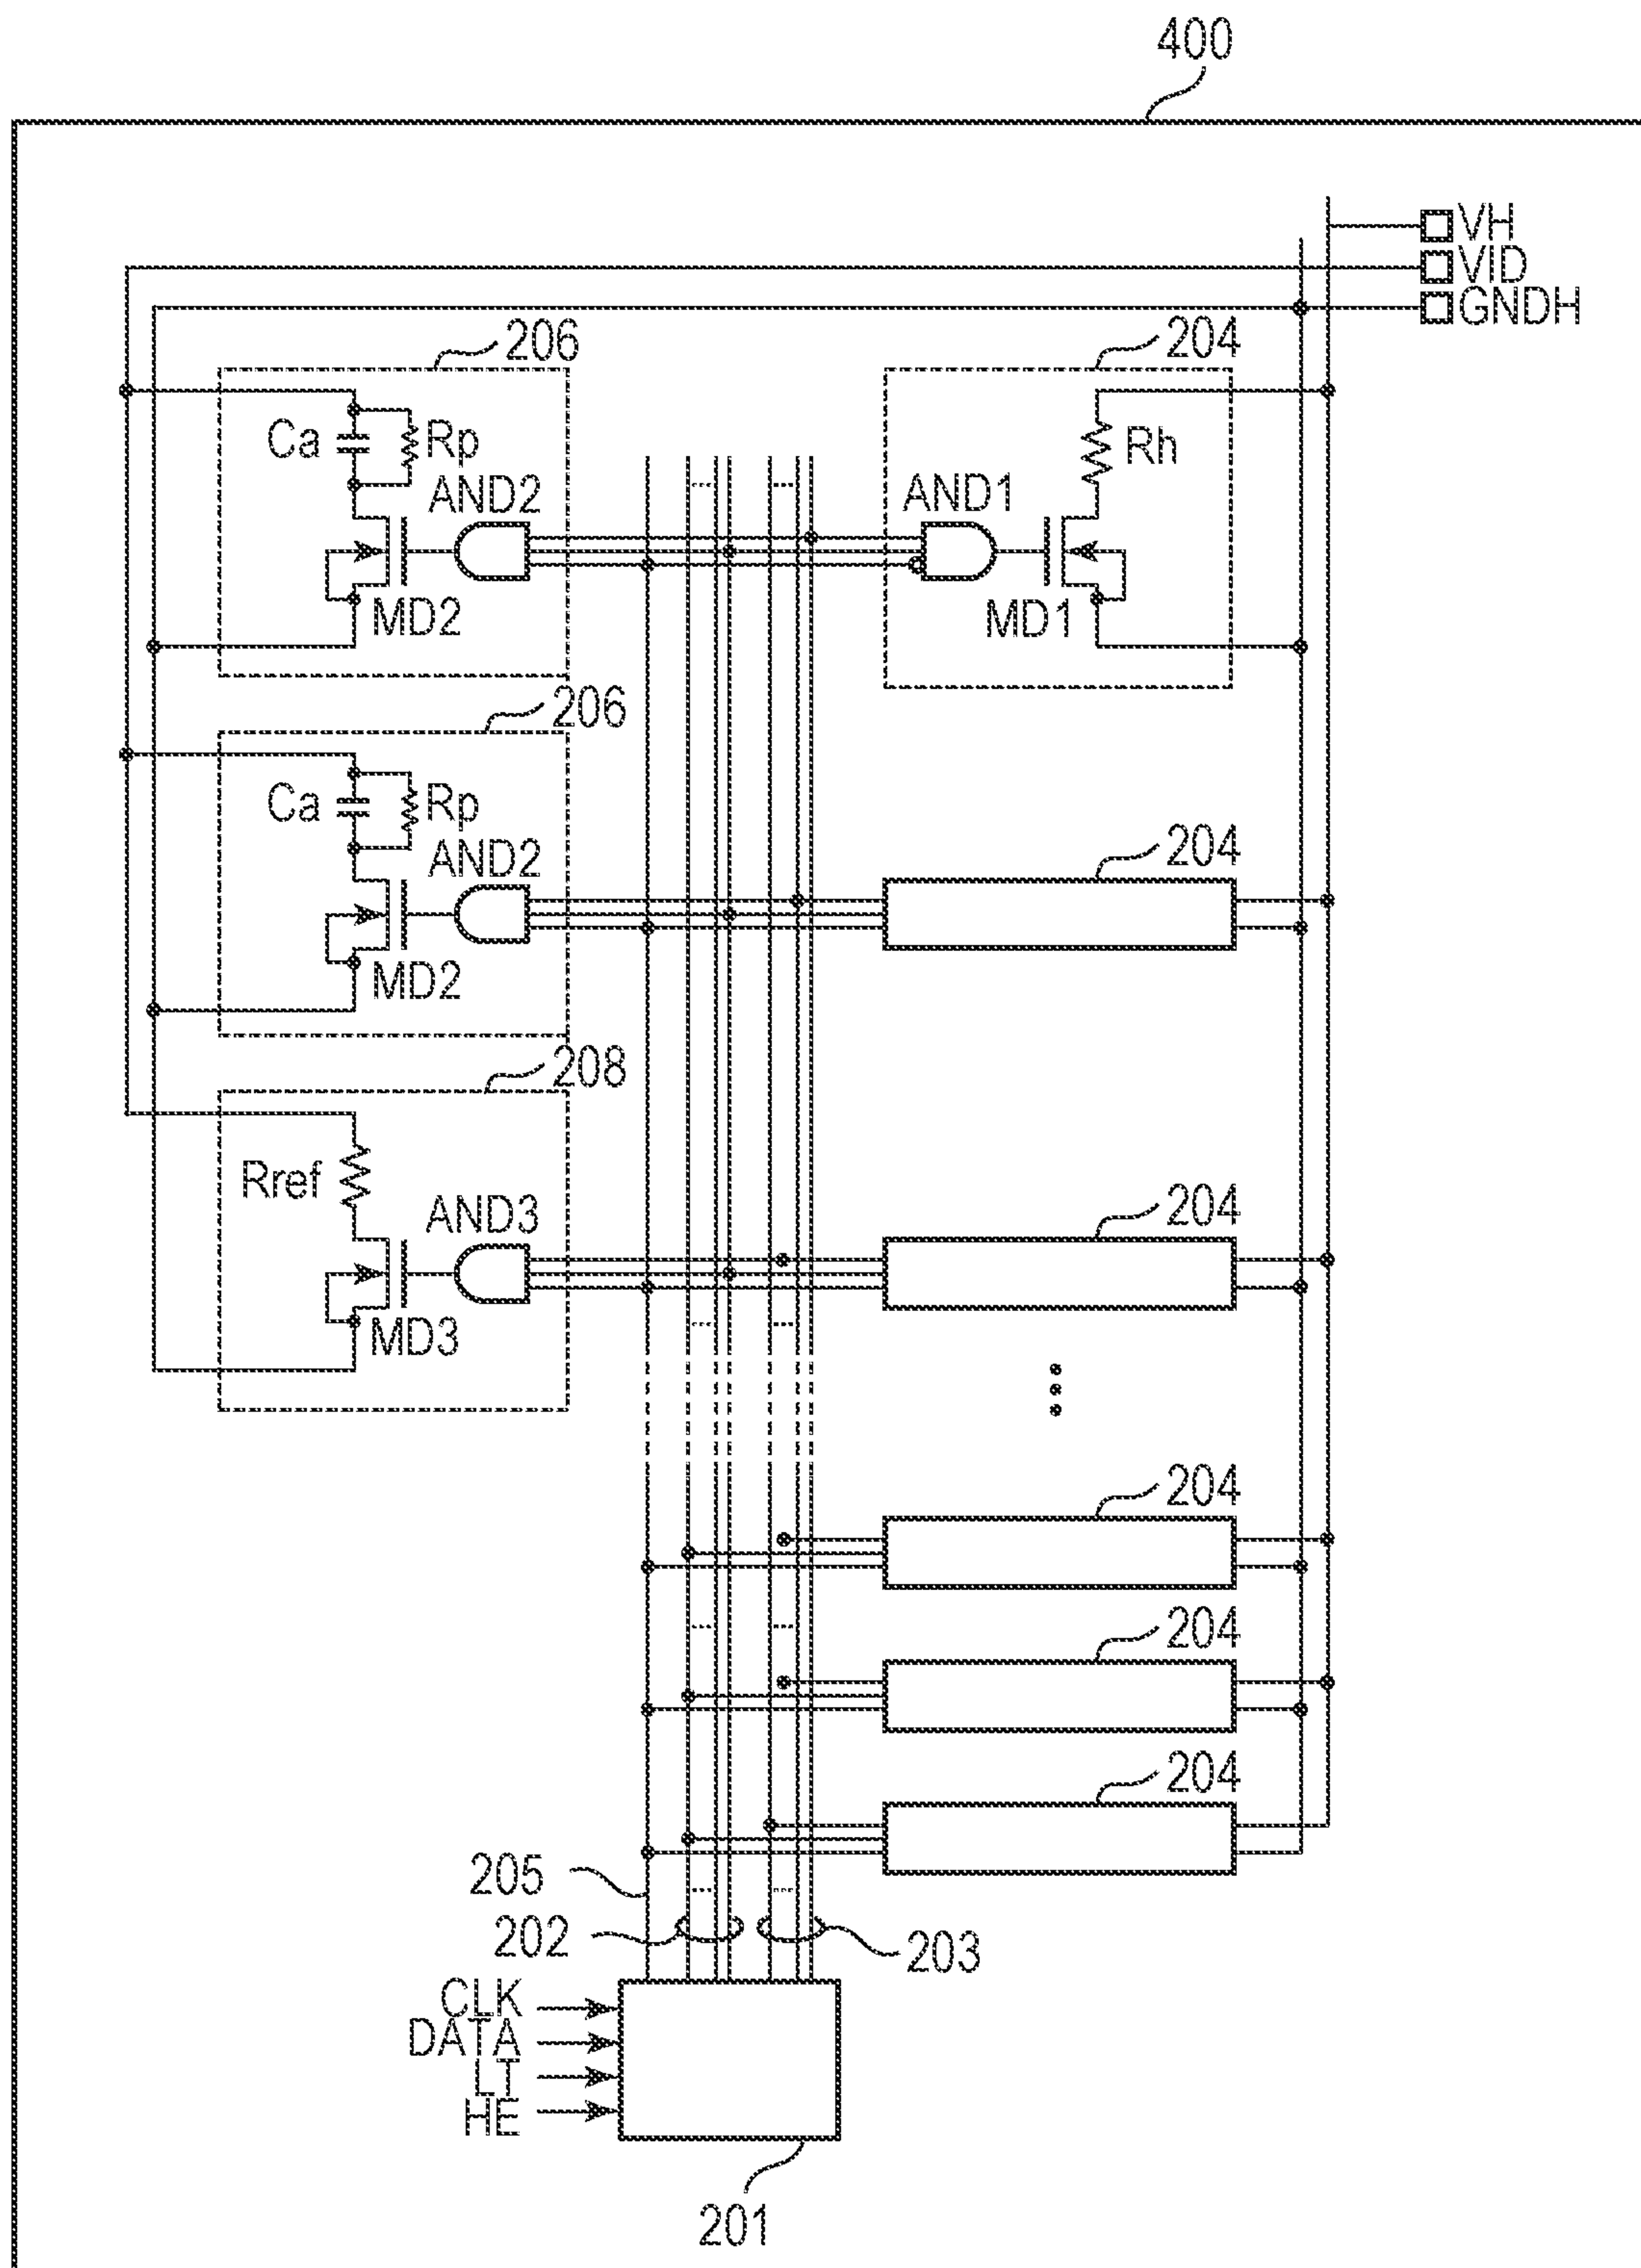 400
VH
VID
GNDH
206
204
Ca
Rp
AND2
AND1
Rh
MD2
MD1
206
Ca
Rp
AND2
204
MD2
208
Rref
AND3
204
MD3
204
204
204
205
202
203
CLK
DATA
LT
HE
201